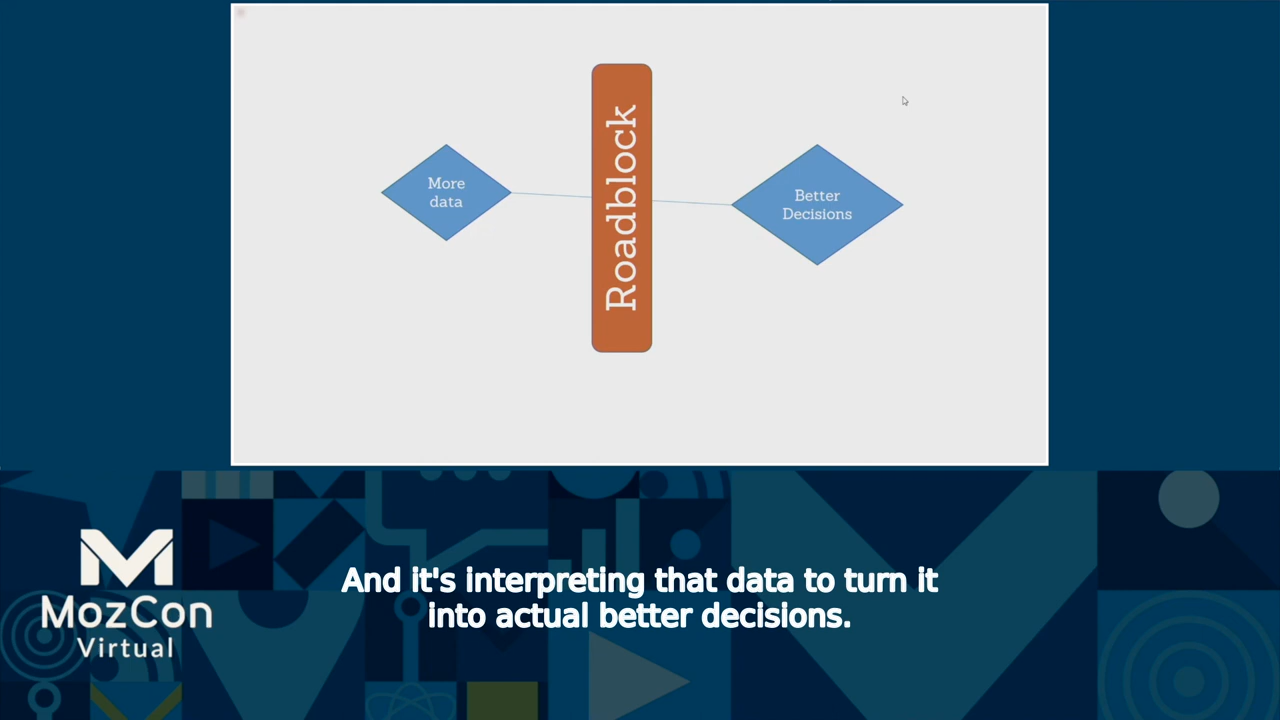 More
data
Roadblock
Better
Decisions
M
MozCon
Virtual
And it's interpreting that data to turn it
into actual better decisions.